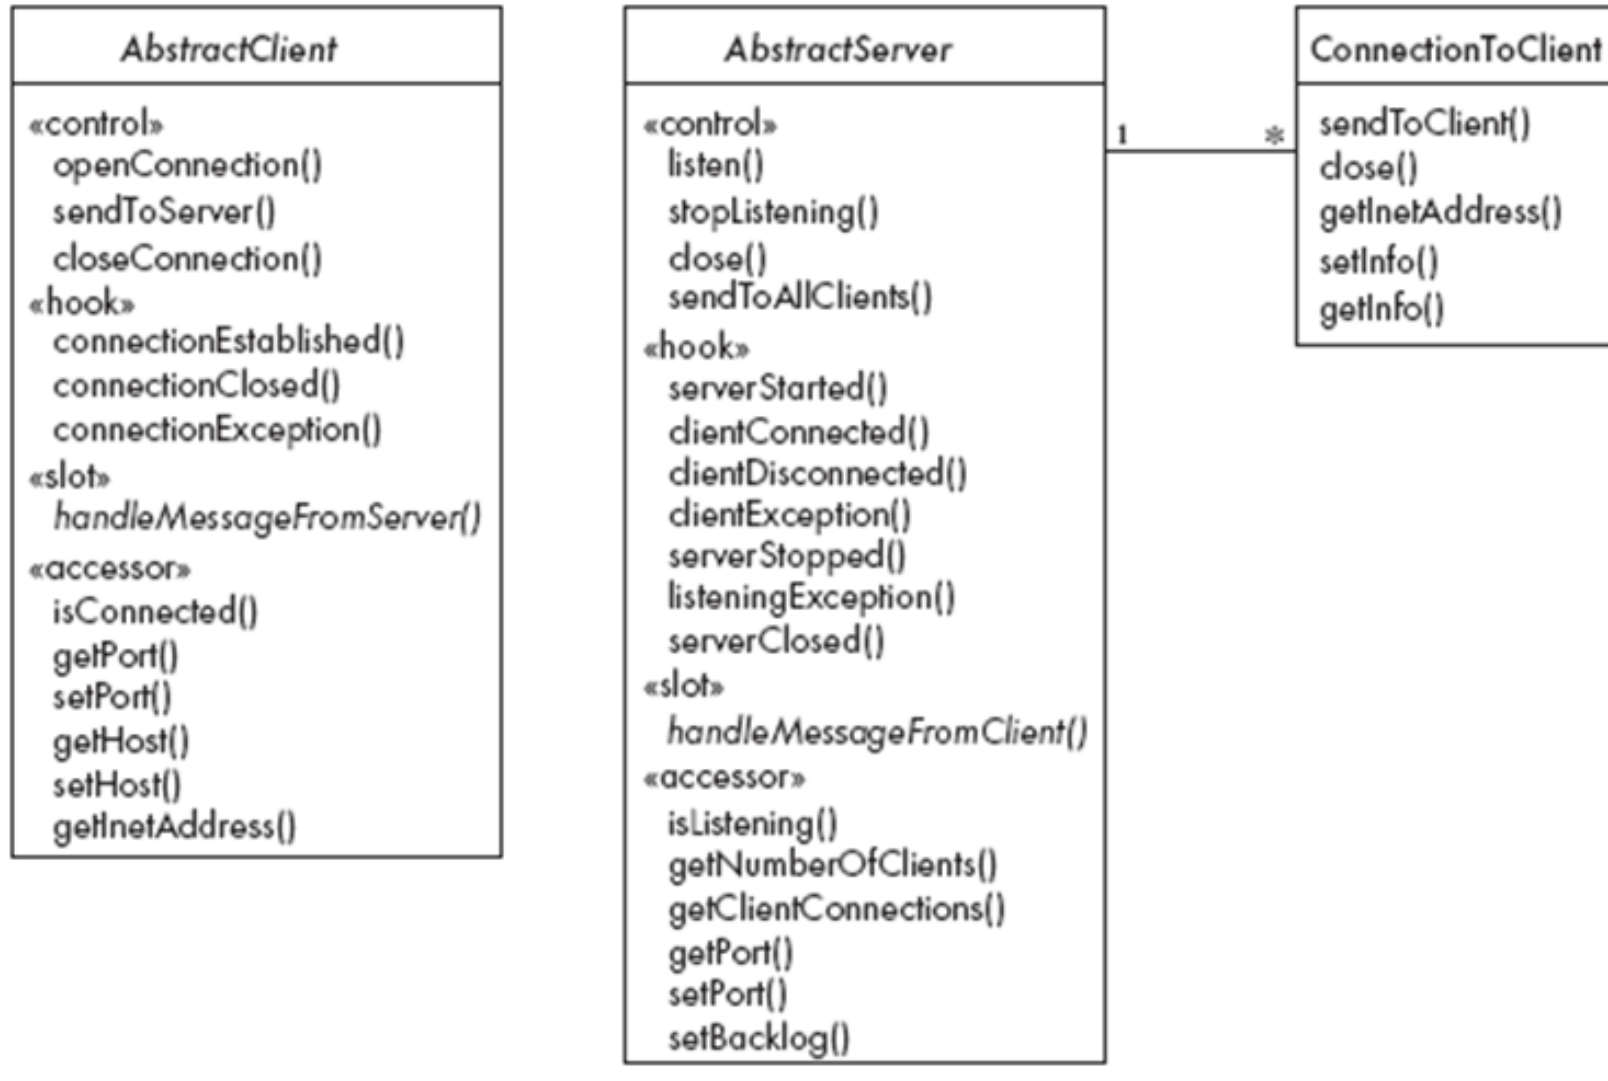 AbstractClient
«control»
openConnection()
sendToServer()
closeConnection()
«hook»
connectionEstablished()
connectionClosed()
connectionException()
«slot»
handleMessageFromServer()
«accessor»
isConnected()
getPort()
setPort()
getHost()
setHost()
getInetAddress()
AbstractServer
«control»
listen()
stopListening()
close()
sendToAllClients()
«hook»
serverStarted()
clientConnected()
clientDisconnected()
clientException()
serverStopped()
listeningException()
serverClosed()
«slot»
handleMessageFromClient()
«accessor»
isListening()
getNumberOfClients()
getClientConnections()
getPort()
setPort()
setBacklog()
1 *
ConnectionToClient
sendToClient()
close()
getInetAddress()
setInfo()
getInfo()